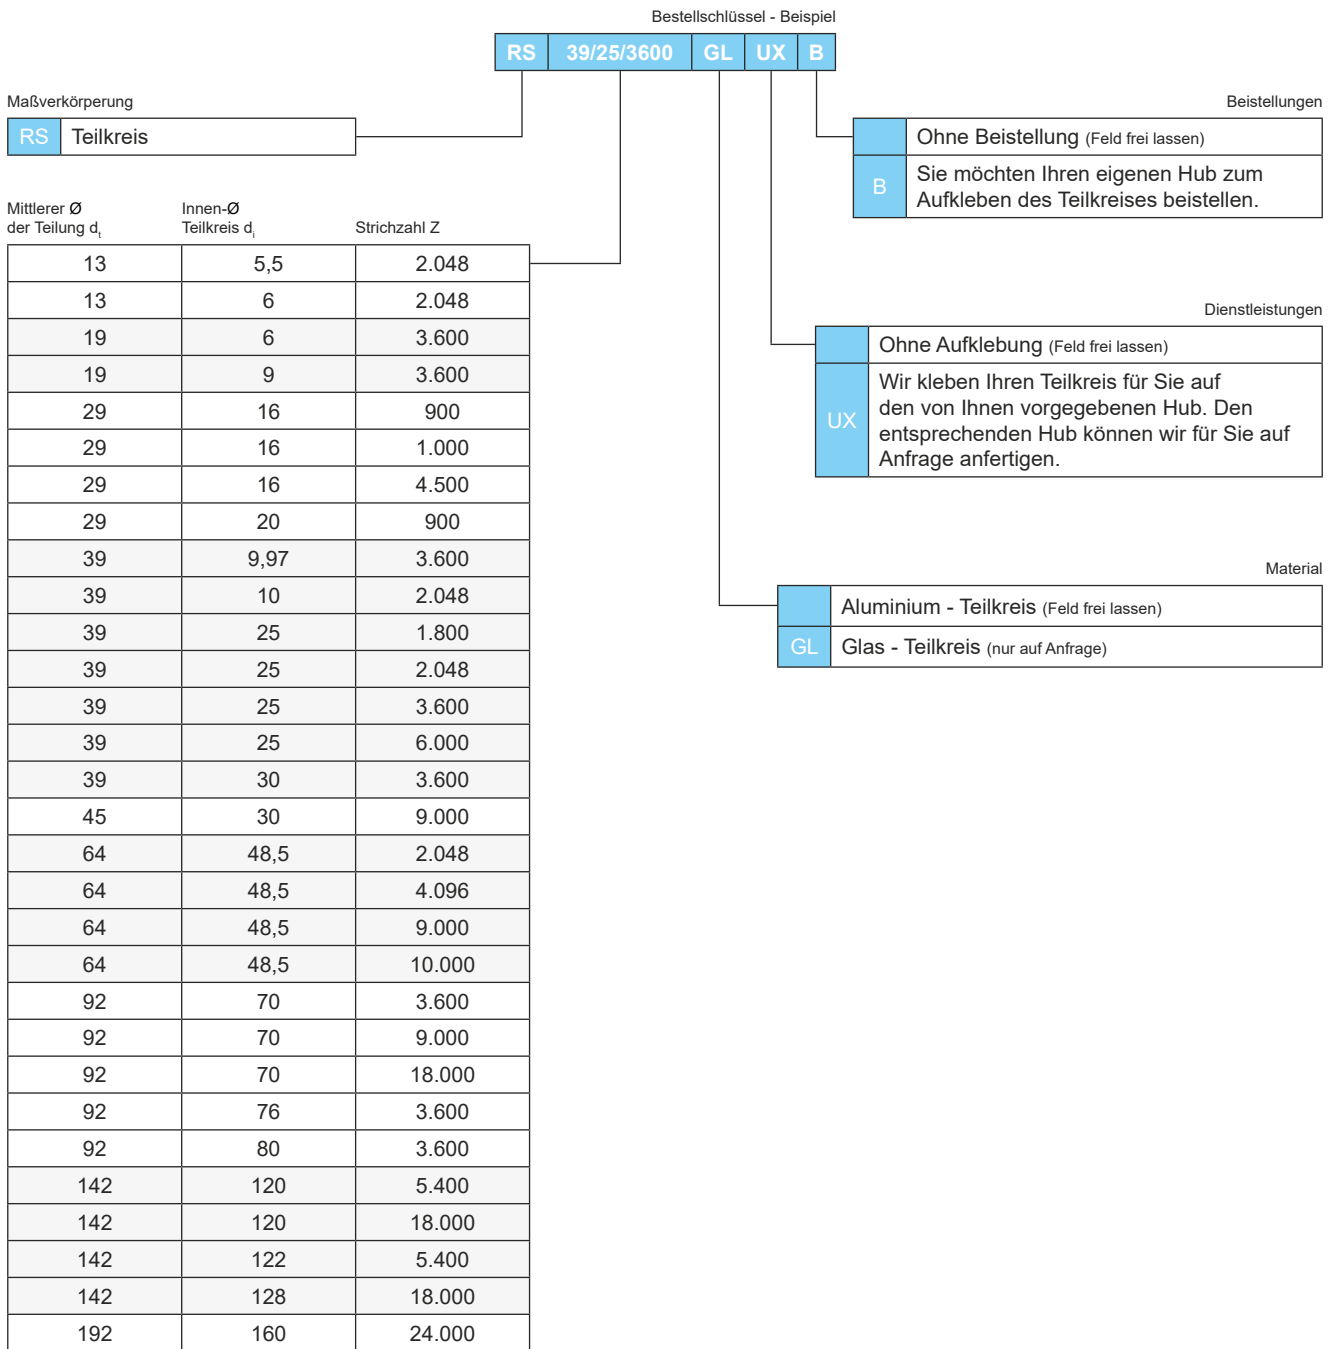 Bestellschlüssel - Beispiel
RS 39/25/3600 GL UX B
Maßverkörperung
RS Teilkreis
Beistellungen
Ohne Beistellung (Feld frei lassen)
B Sie möchten Ihren eigenen Hub zum
Aufkleben des Teilkreises beistellen.
Dienstleistungen
Ohne Aufklebung (Feld frei lassen)
UX Wir kleben Ihren Teilkreis für Sie auf
den von Ihnen vorgegebenen Hub. Den
entsprechenden Hub können wir für Sie auf
Anfrage anfertigen.
Material
Aluminium - Teilkreis (Feld frei lassen)
GL Glas - Teilkreis (nur auf Anfrage)
Mittlerer Ø
der Teilung dt
Innen-Ø
Teilkreis di
Strichzahl Z
13 5,5 2.048
13 6 2.048
19 6 3.600
19 9 3.600
29 16 900
29 16 1.000
29 16 4.500
29 20 900
39 9,97 3.600
39 10 2.048
39 25 1.800
39 25 2.048
39 25 3.600
39 25 6.000
39 30 3.600
45 30 9.000
64 48,5 2.048
64 48,5 4.096
64 48,5 9.000
64 48,5 10.000
92 70 3.600
92 70 9.000
92 70 18.000
92 76 3.600
92 80 3.600
142 120 5.400
142 120 18.000
142 122 5.400
142 128 18.000
192 160 24.000